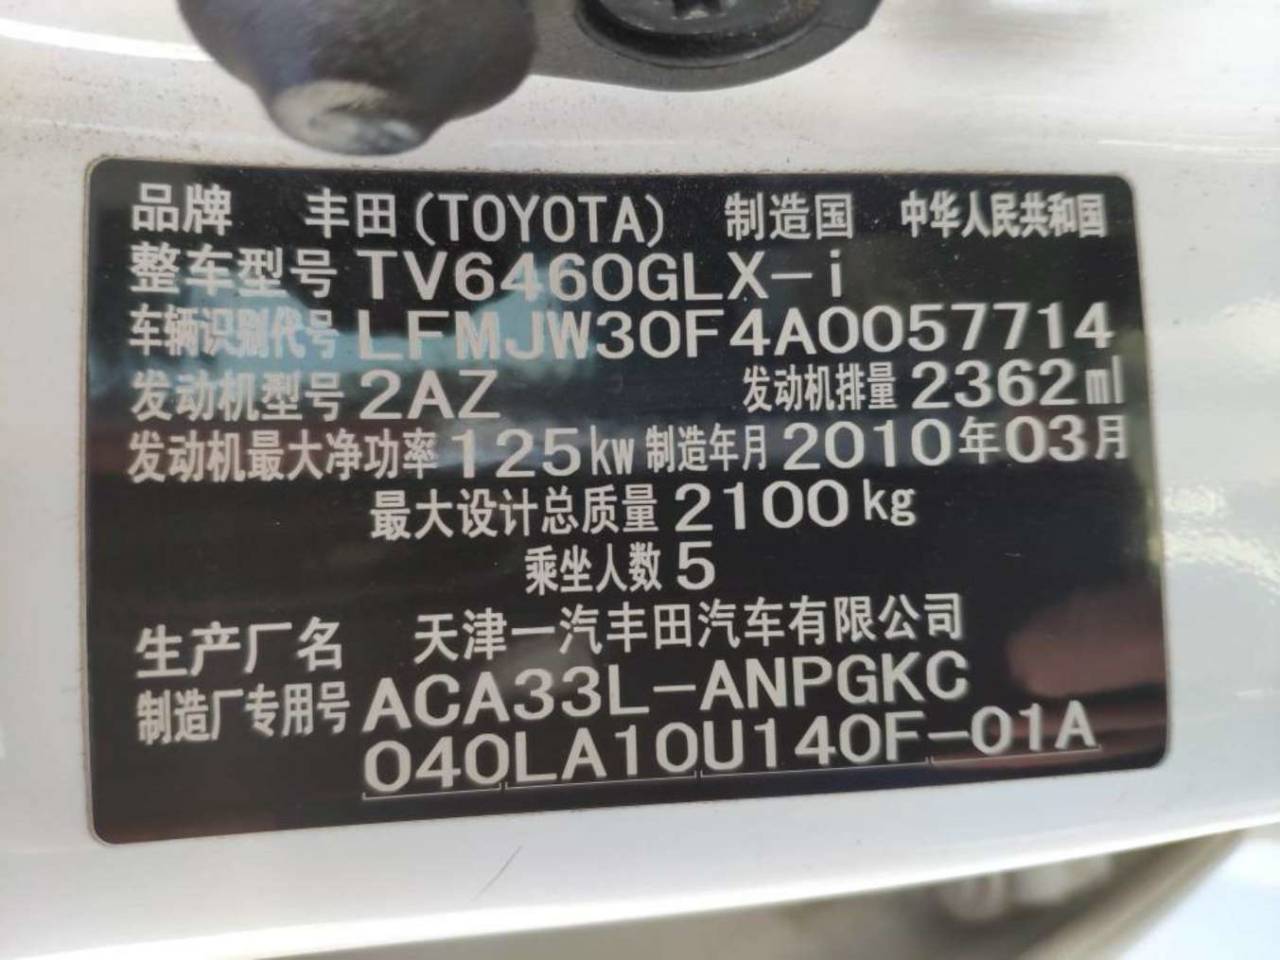 品牌 丰田(TOYOTA) 制造国 中华人民共和国
整车型号 TV6460GLX-i
车辆识别代号 LFMJW30F4A0057714
发动机型号 2AZ 发动机排量 2362ml
发动机最大净功率 125kw 制造年月 2010年03月
最大设计总质量 2100kg
乘坐人数 5
生产厂名 天津一汽丰田汽车有限公司
制造厂专用号 ACA33L-ANPGKC
040LA10U140F-01A